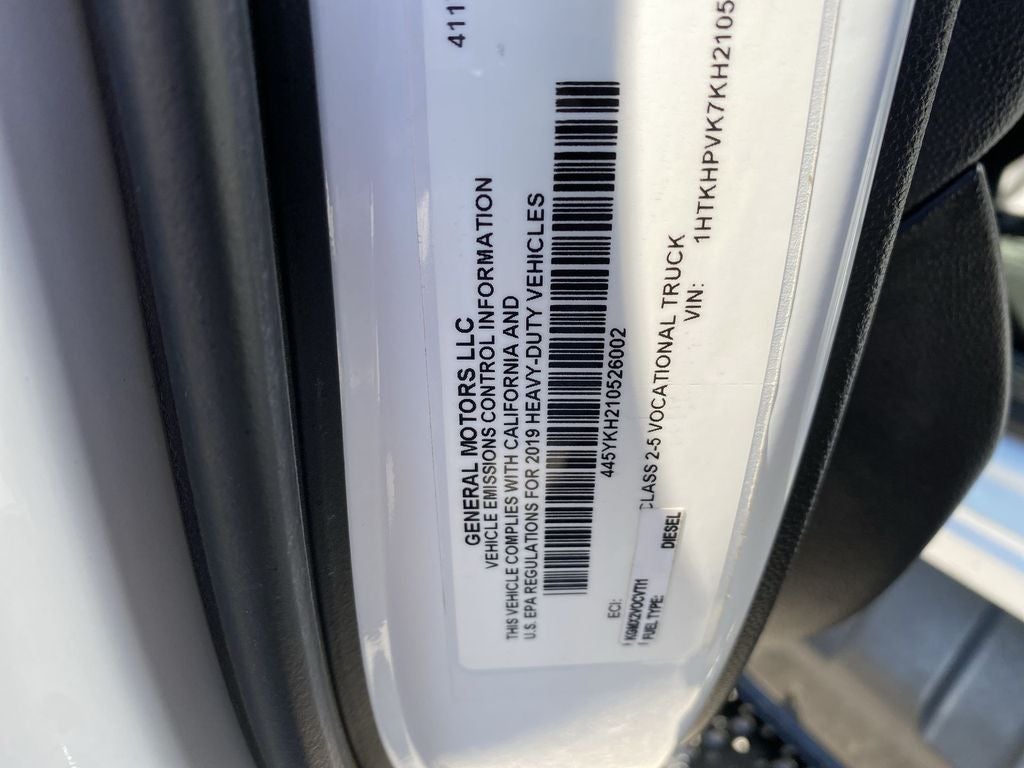 411
GENERAL MOTORS LLC
VEHICLE EMISSIONS CONTROL INFORMATION
THIS VEHICLE COMPLIES WITH CALIFORNIA AND
U.S. EPA REGULATIONS FOR 2019 HEAVY-DUTY VEHICLES
445YKH210526002
ECI: CLASS 2-5 VOCATIONAL TRUCK
KGMX2VOCVTM
FUEL TYPE: DIESEL
VIN: 1HTKHPVK7KH2105